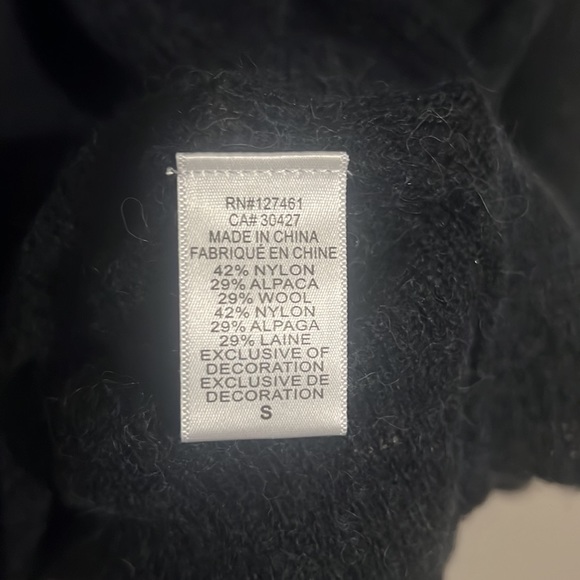 RN#127461
CA# 30427
MADE IN CHINA
FABRIQUÉ EN CHINE
42% NYLON
29% ALPACA
29% WOOL
42% NYLON
29% ALPAGA
29% LAINE
EXCLUSIVE OF
DECORATION
EXCLUSIVE DE
DECORATION
S